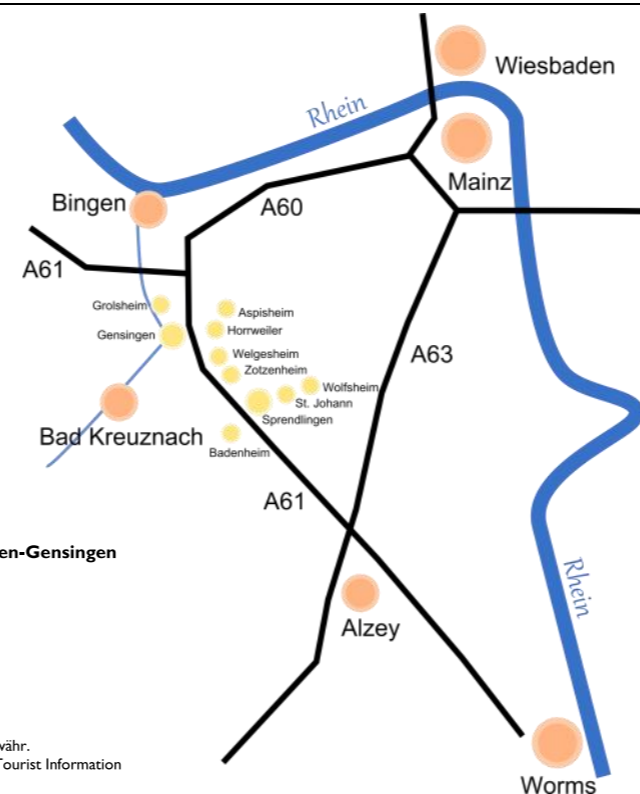 Wiesbaden
Rhein
Mainz
Bingen
A60
A61
Grolsheim
Aspisheim
Gensingen
Horrweiler
A63
Welgesheim
Zotzenheim
Wolfsheim
St. Johann
Bad Kreuznach
Sprendlingen
Badenheim
A61
en-Gensingen
Rhein
Alzey
währ.
Tourist Information
Worms